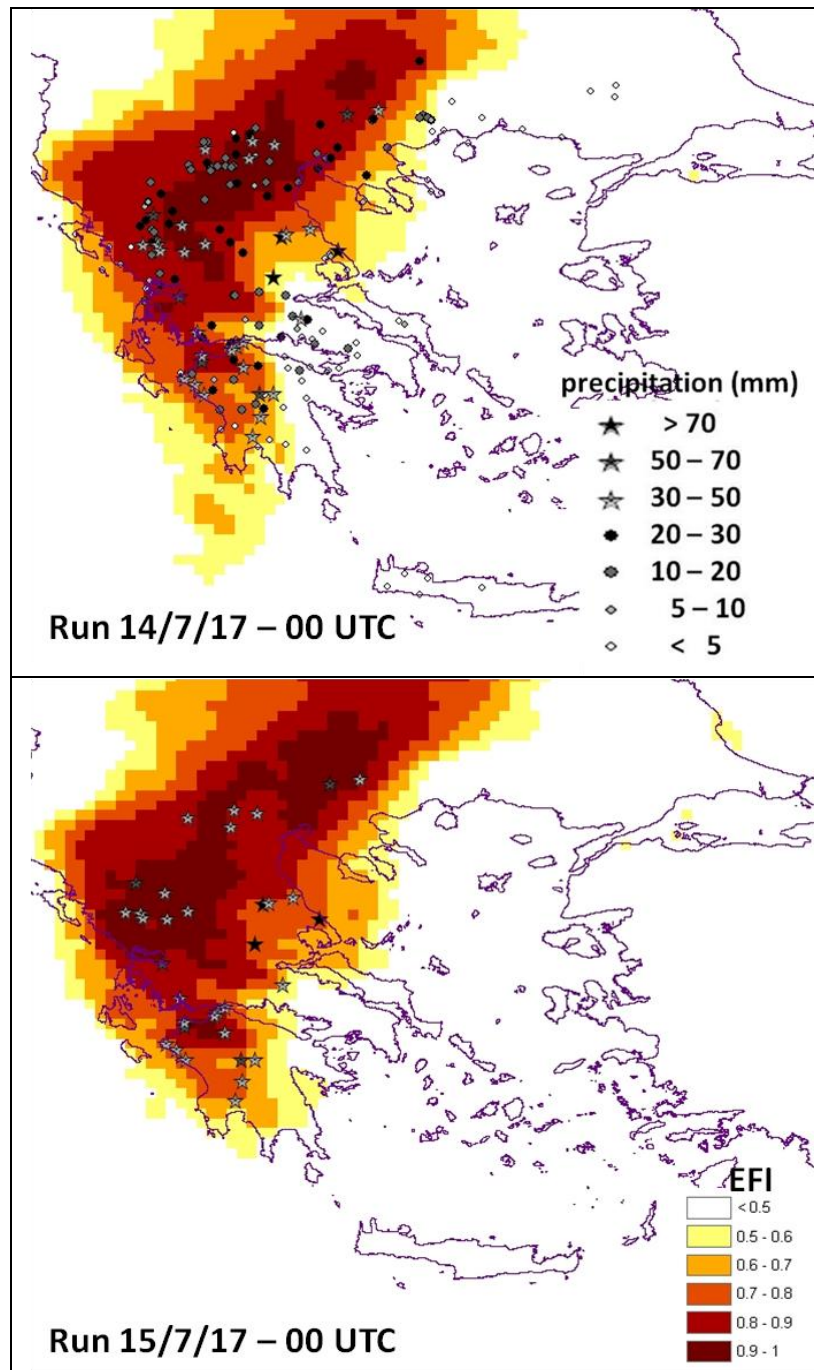 precipitation (mm)
> 70
50 – 70
30 – 50
20 – 30
10 – 20
5 – 10
< 5
Run 14/7/17 – 00 UTC
EFI
< 0.5
0.5 - 0.6
0.6 - 0.7
0.7 - 0.8
0.8 - 0.9
0.9 - 1
Run 15/7/17 – 00 UTC